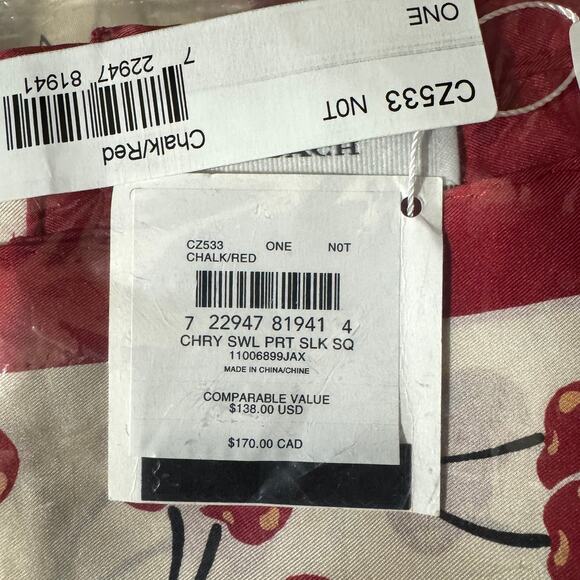 ONE
CZ533 N0T
7 22947 81941
Chalk/Red
CZ533 ONE N0T
CHALK/RED
7 22947 81941 4
CHRY SWL PRT SLK SQ
11006899JAX
MADE IN CHINA/CHINE
COMPARABLE VALUE
$138.00 USD
$170.00 CAD